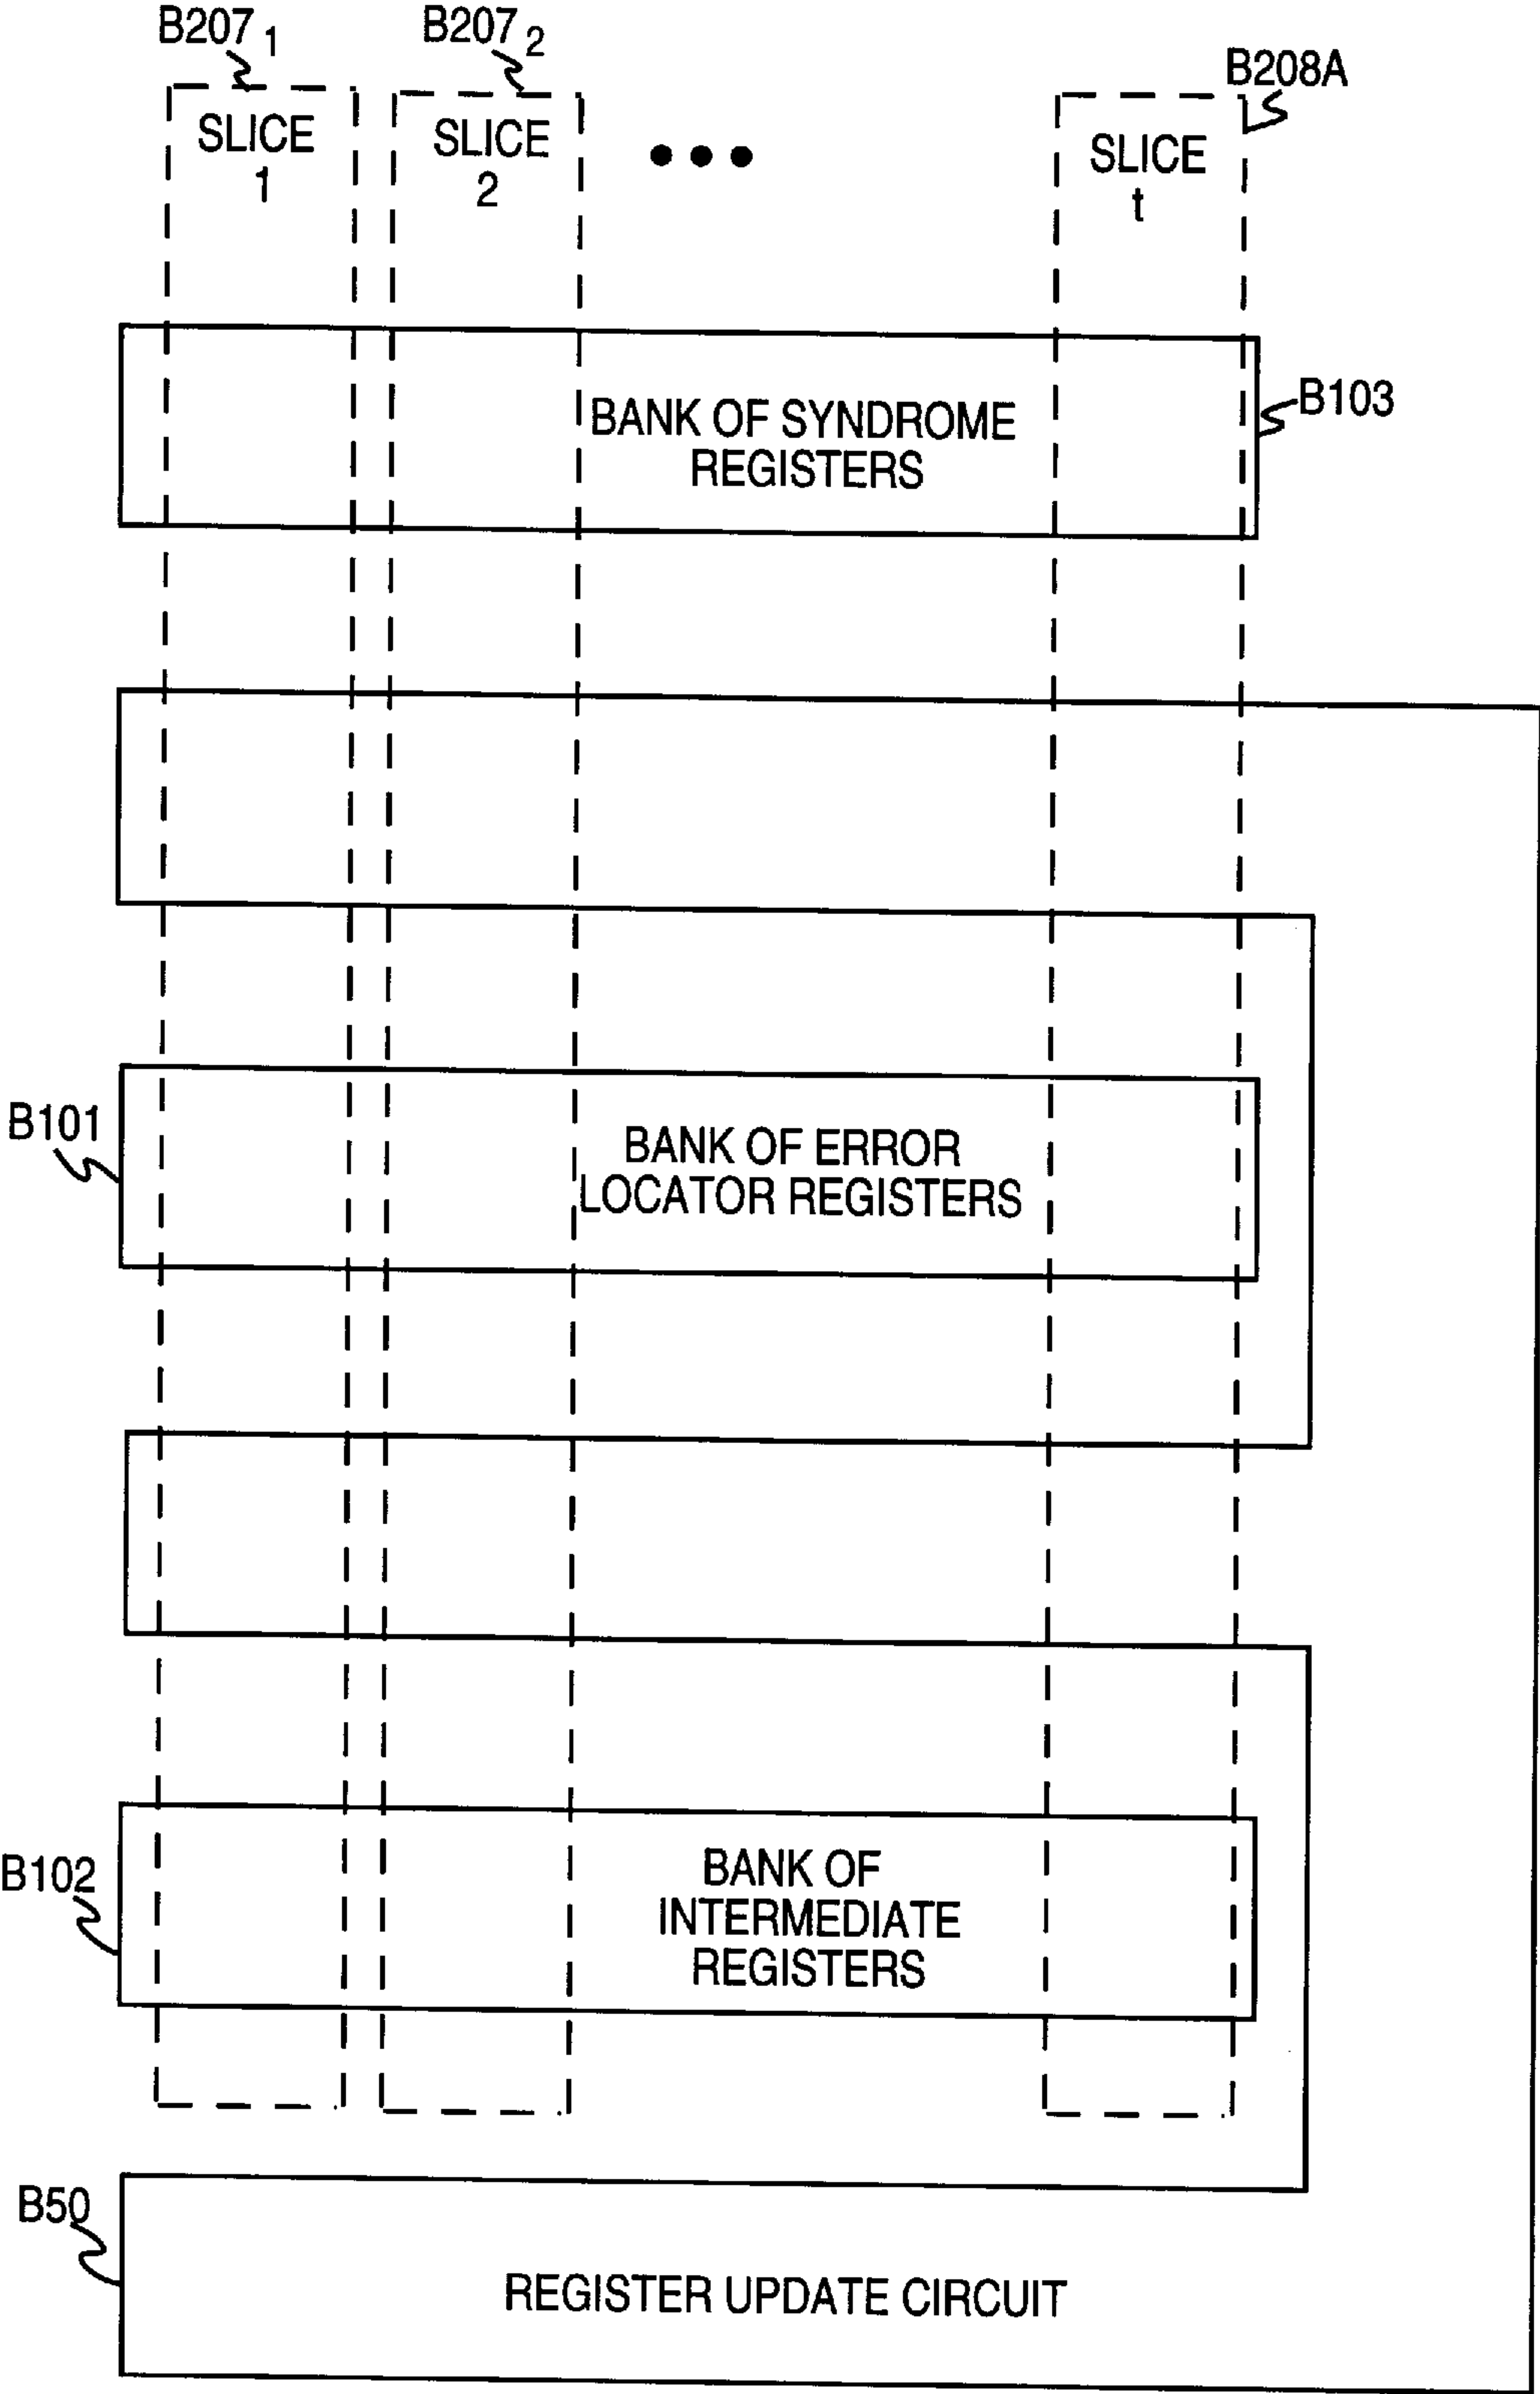 B207 1
B207 2
B208A
SLICE
1
SLICE
2
SLICE
t
BANK OF SYNDROME
REGISTERS
B103
B101
BANK OF ERROR
LOCATOR REGISTERS
B102
BANK OF
INTERMEDIATE
REGISTERS
B50
REGISTER UPDATE CIRCUIT